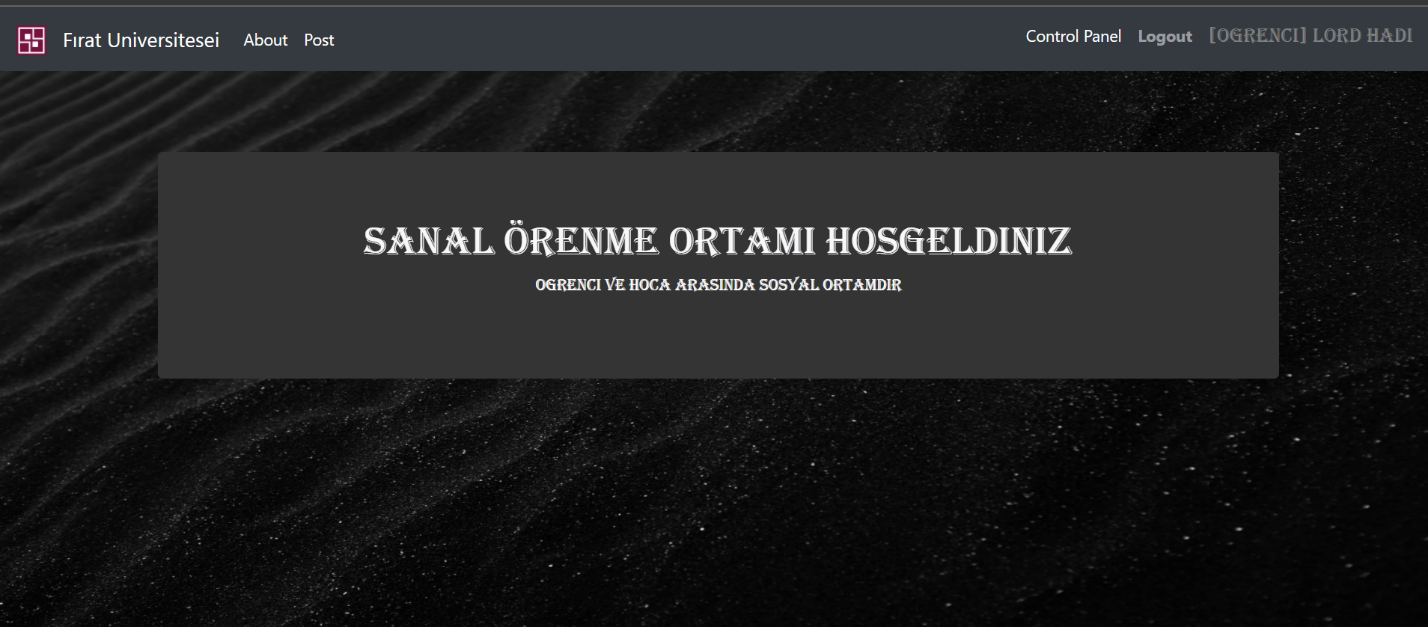 Fırat Universitesei About Post Control Panel Logout [OGRENCI] LORD HADI
SANAL ÖRENME ORTAMI HOSGELDINIZ
OGRENCI VE HOCA ARASINDA SOSYAL ORTAMDIR